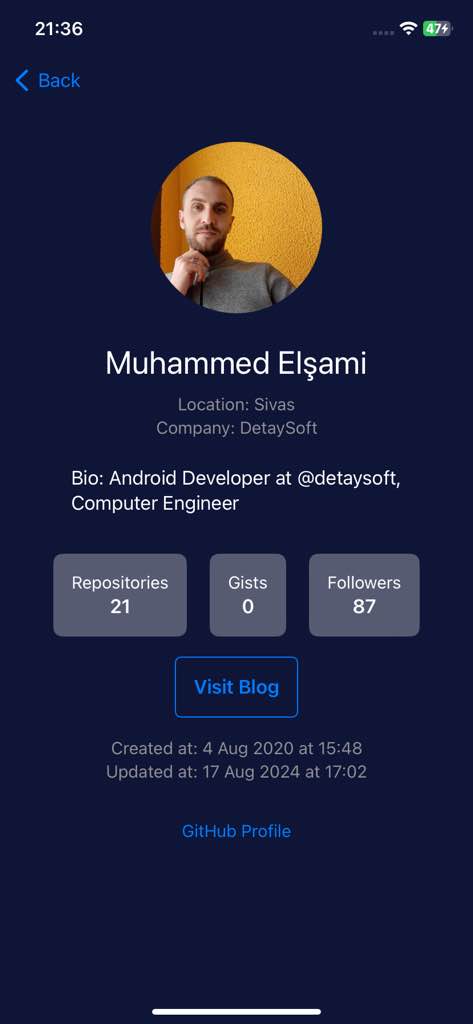 21:36
47
Back
Muhammed Elşami
Location: Sivas
Company: DetaySoft
Bio: Android Developer at @detaysoft,
Computer Engineer
Repositories Gists Followers
21 0 87
Visit Blog
Created at: 4 Aug 2020 at 15:48
Updated at: 17 Aug 2024 at 17:02
GitHub Profile